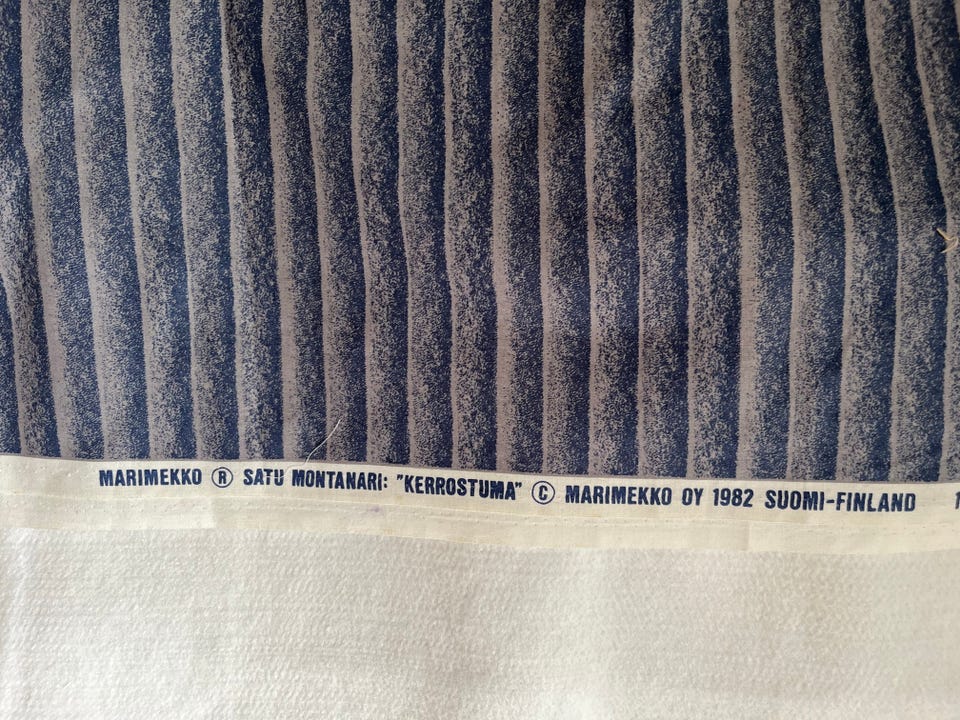 MARIMEKKO ® SATU MONTANARI: "KERROSTUMA" © MARIMEKKO OY 1982 SUOMI-FINLAND